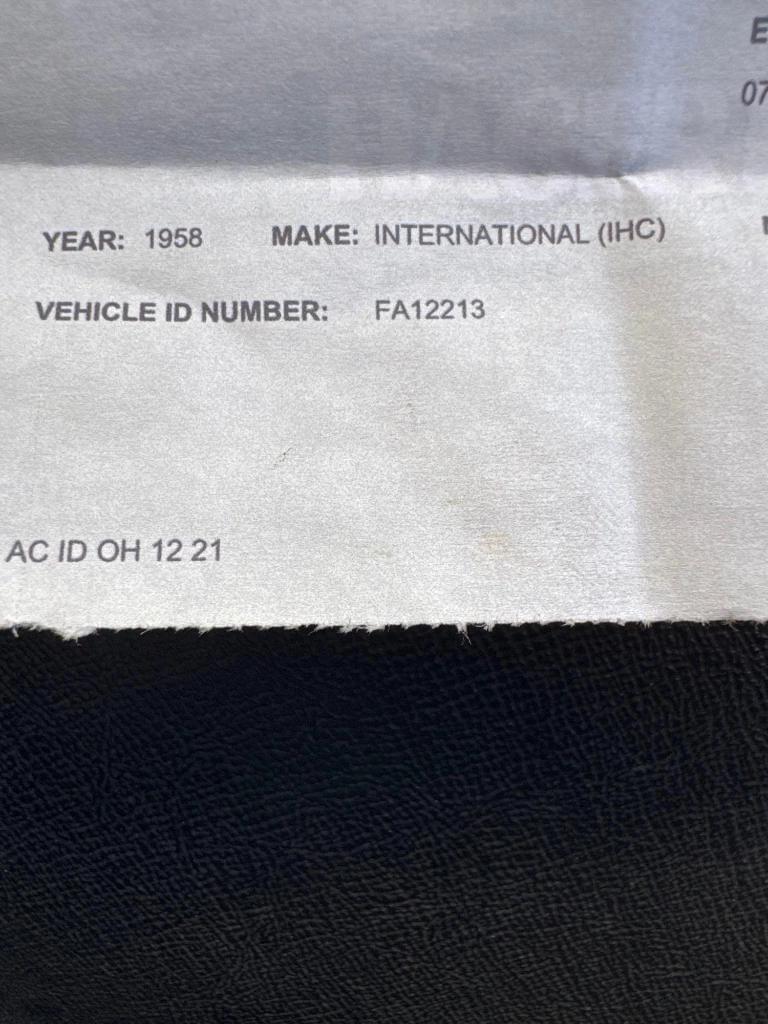 07
YEAR: 1958 MAKE: INTERNATIONAL (IHC)
VEHICLE ID NUMBER: FA12213
AC ID OH 12 21